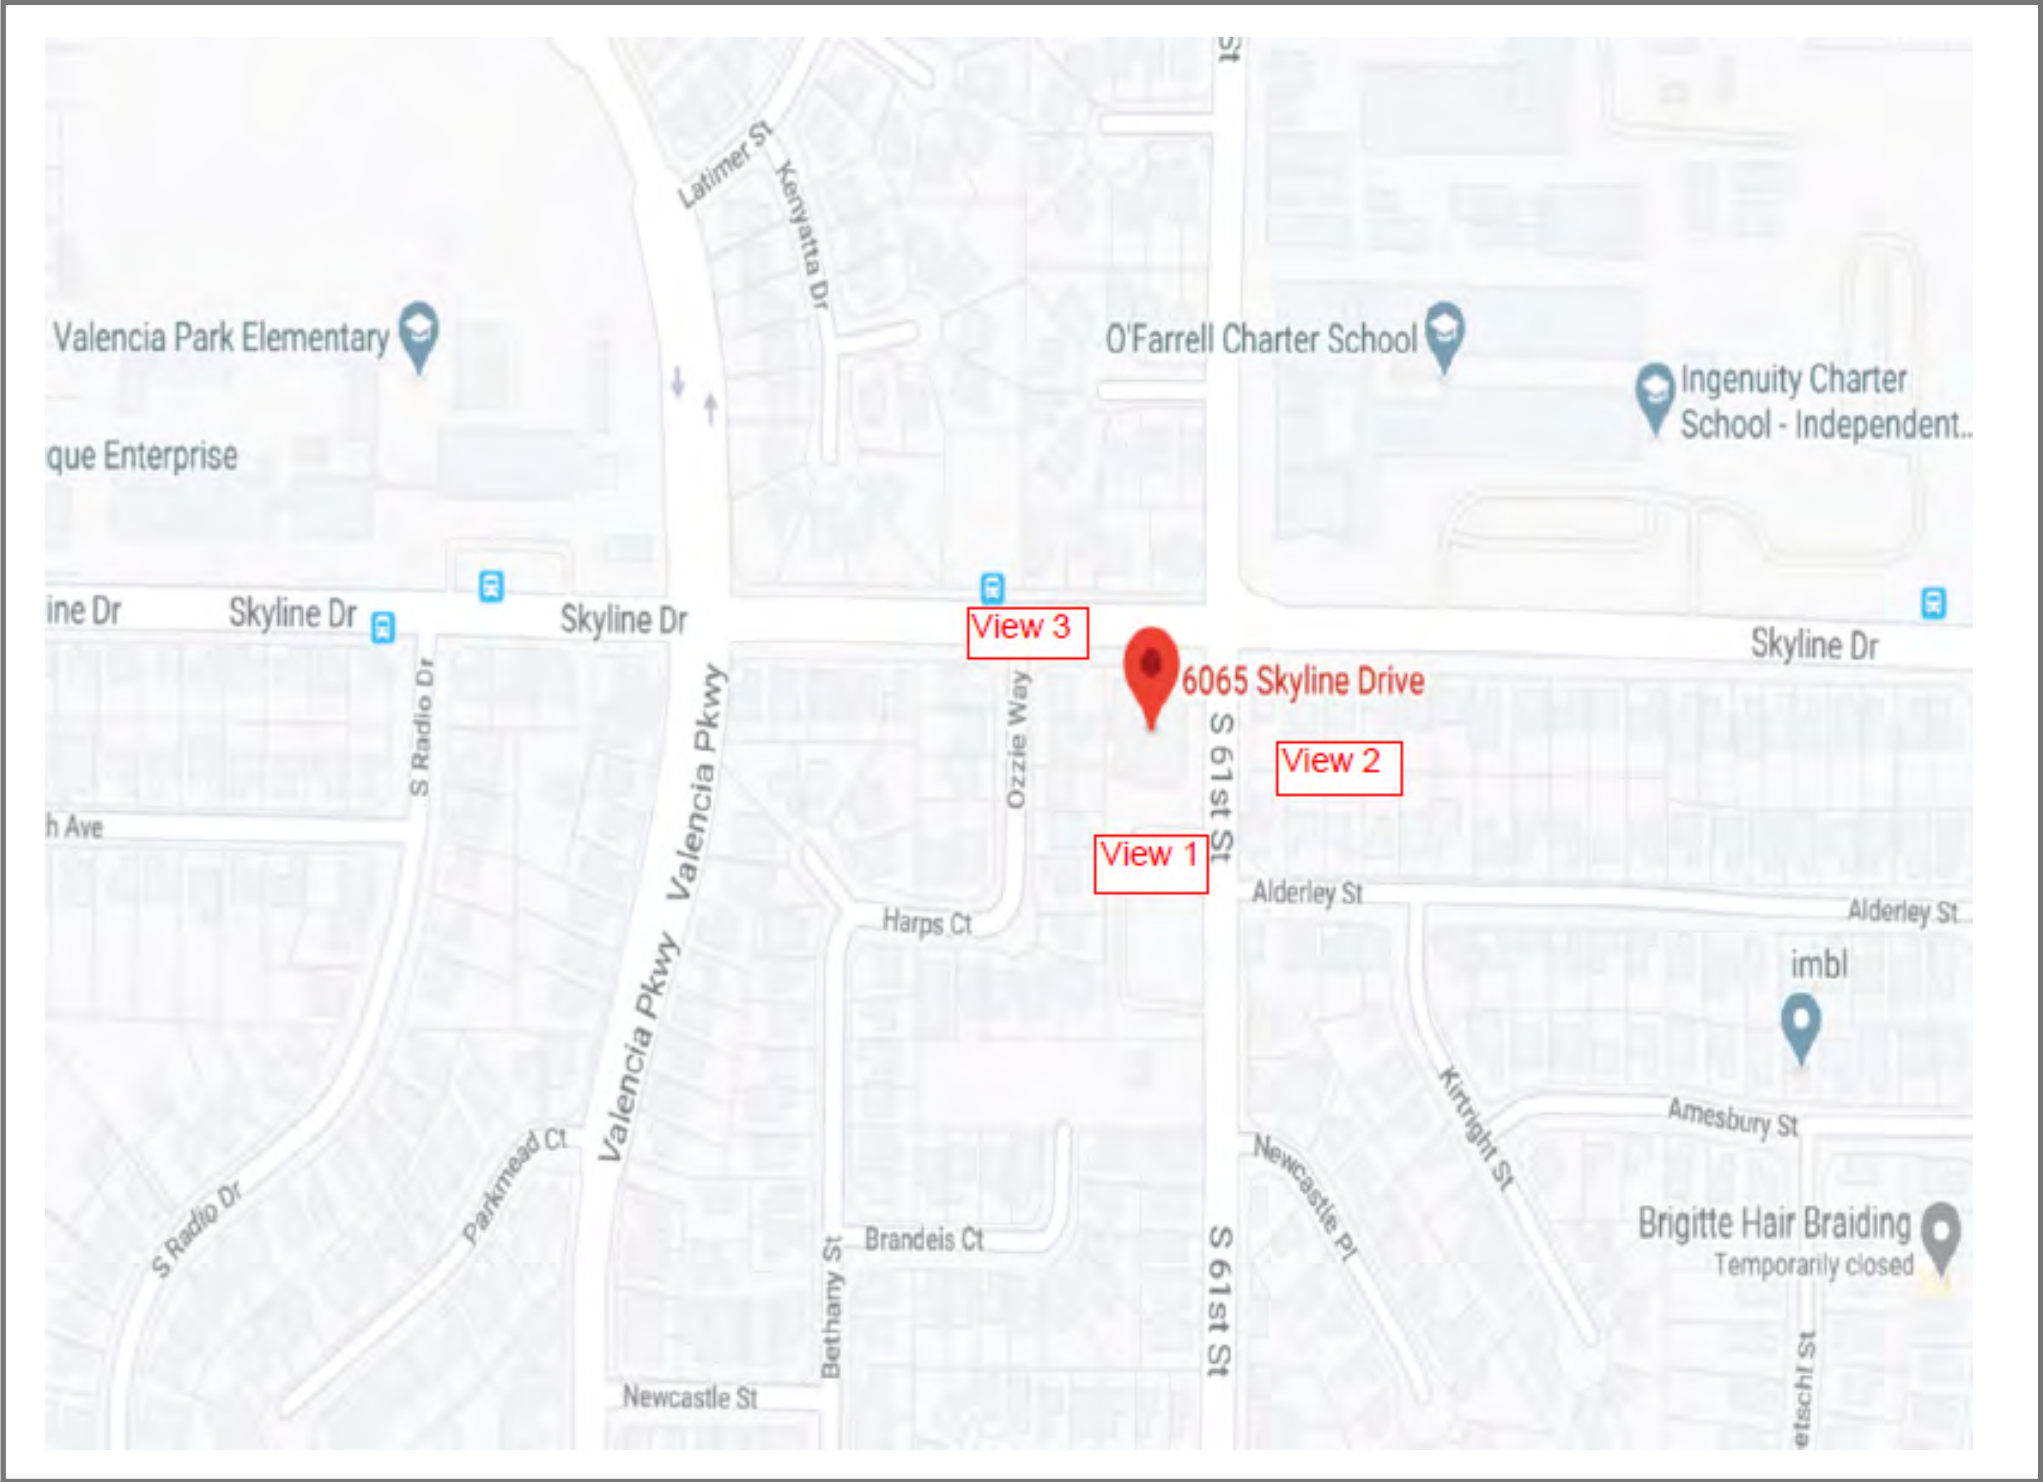 St
Latimer St
Kenyatta Dr
Valencia Park Elementary
O'Farrell Charter School
Ingenuity Charter
School - Independent...
que Enterprise
ine Dr
Skyline Dr
Skyline Dr
View 3
Skyline Dr
6065 Skyline Drive
S Radio Dr
Valencia Pkwy
Ozzie Way
S 61st St
View 2
h Ave
View 1
Alderley St
Alderley St
Harps Ct
Valencia Pkwy
imbl
Kirtright St
Amesbury St
Parkmead Ct
Newcastle Pl
S Radio Dr
Brandeis Ct
Bethany St
S 61st St
Brigitte Hair Braiding
Temporarily closed
etschl St
Newcastle St